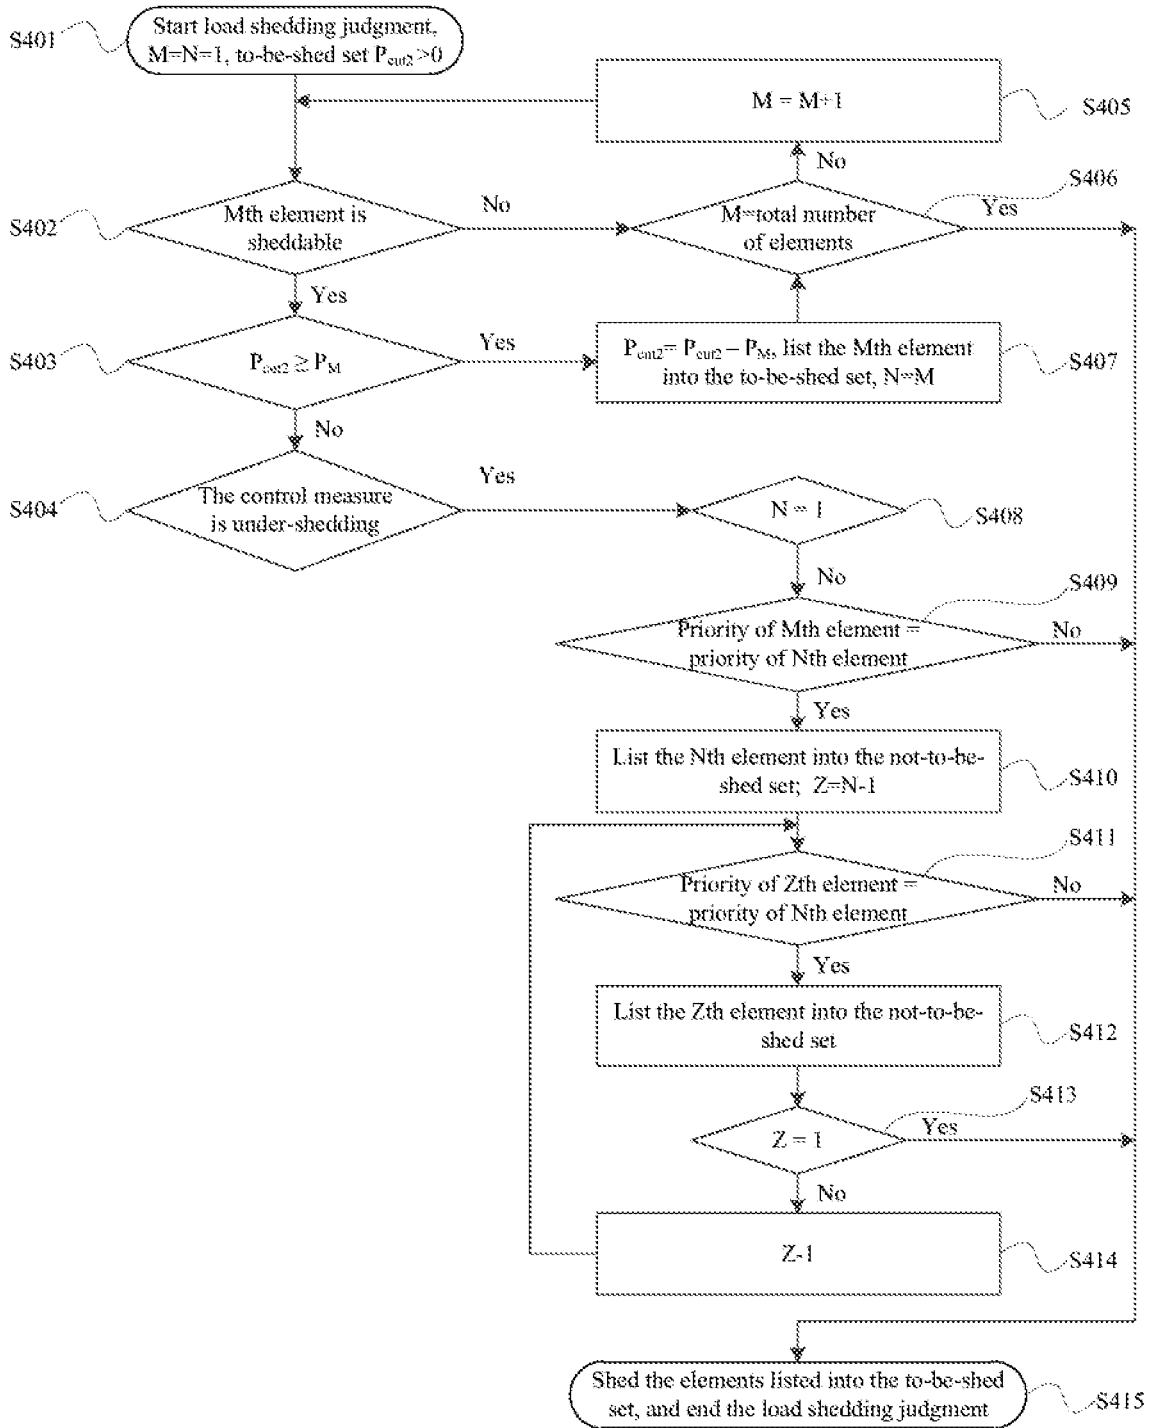 S401
Start load shedding judgment,
M=N=1, to-be-shed set Pcut2 >0
M = M+1
S405
No
S406
S402
Mth element is
sheddable
No
M=total number
of elements
Yes
Yes
S403
Pcut2 ≥ PM
Yes
Pcut2= Pcut2 – PM, list the Mth element
into the to-be-shed set, N=M
S407
No
S404
The control measure
is under-shedding
Yes
N = 1
S408
No
S409
Priority of Mth element =
priority of Nth element
No
Yes
List the Nth element into the not-to-be-
shed set; Z=N-1
S410
S411
Priority of Zth element =
priority of Nth element
No
Yes
List the Zth element into the not-to-be-
shed set
S412
S413
Z = 1
Yes
No
Z-1
S414
Shed the elements listed into the to-be-shed
set, and end the load shedding judgment
S415